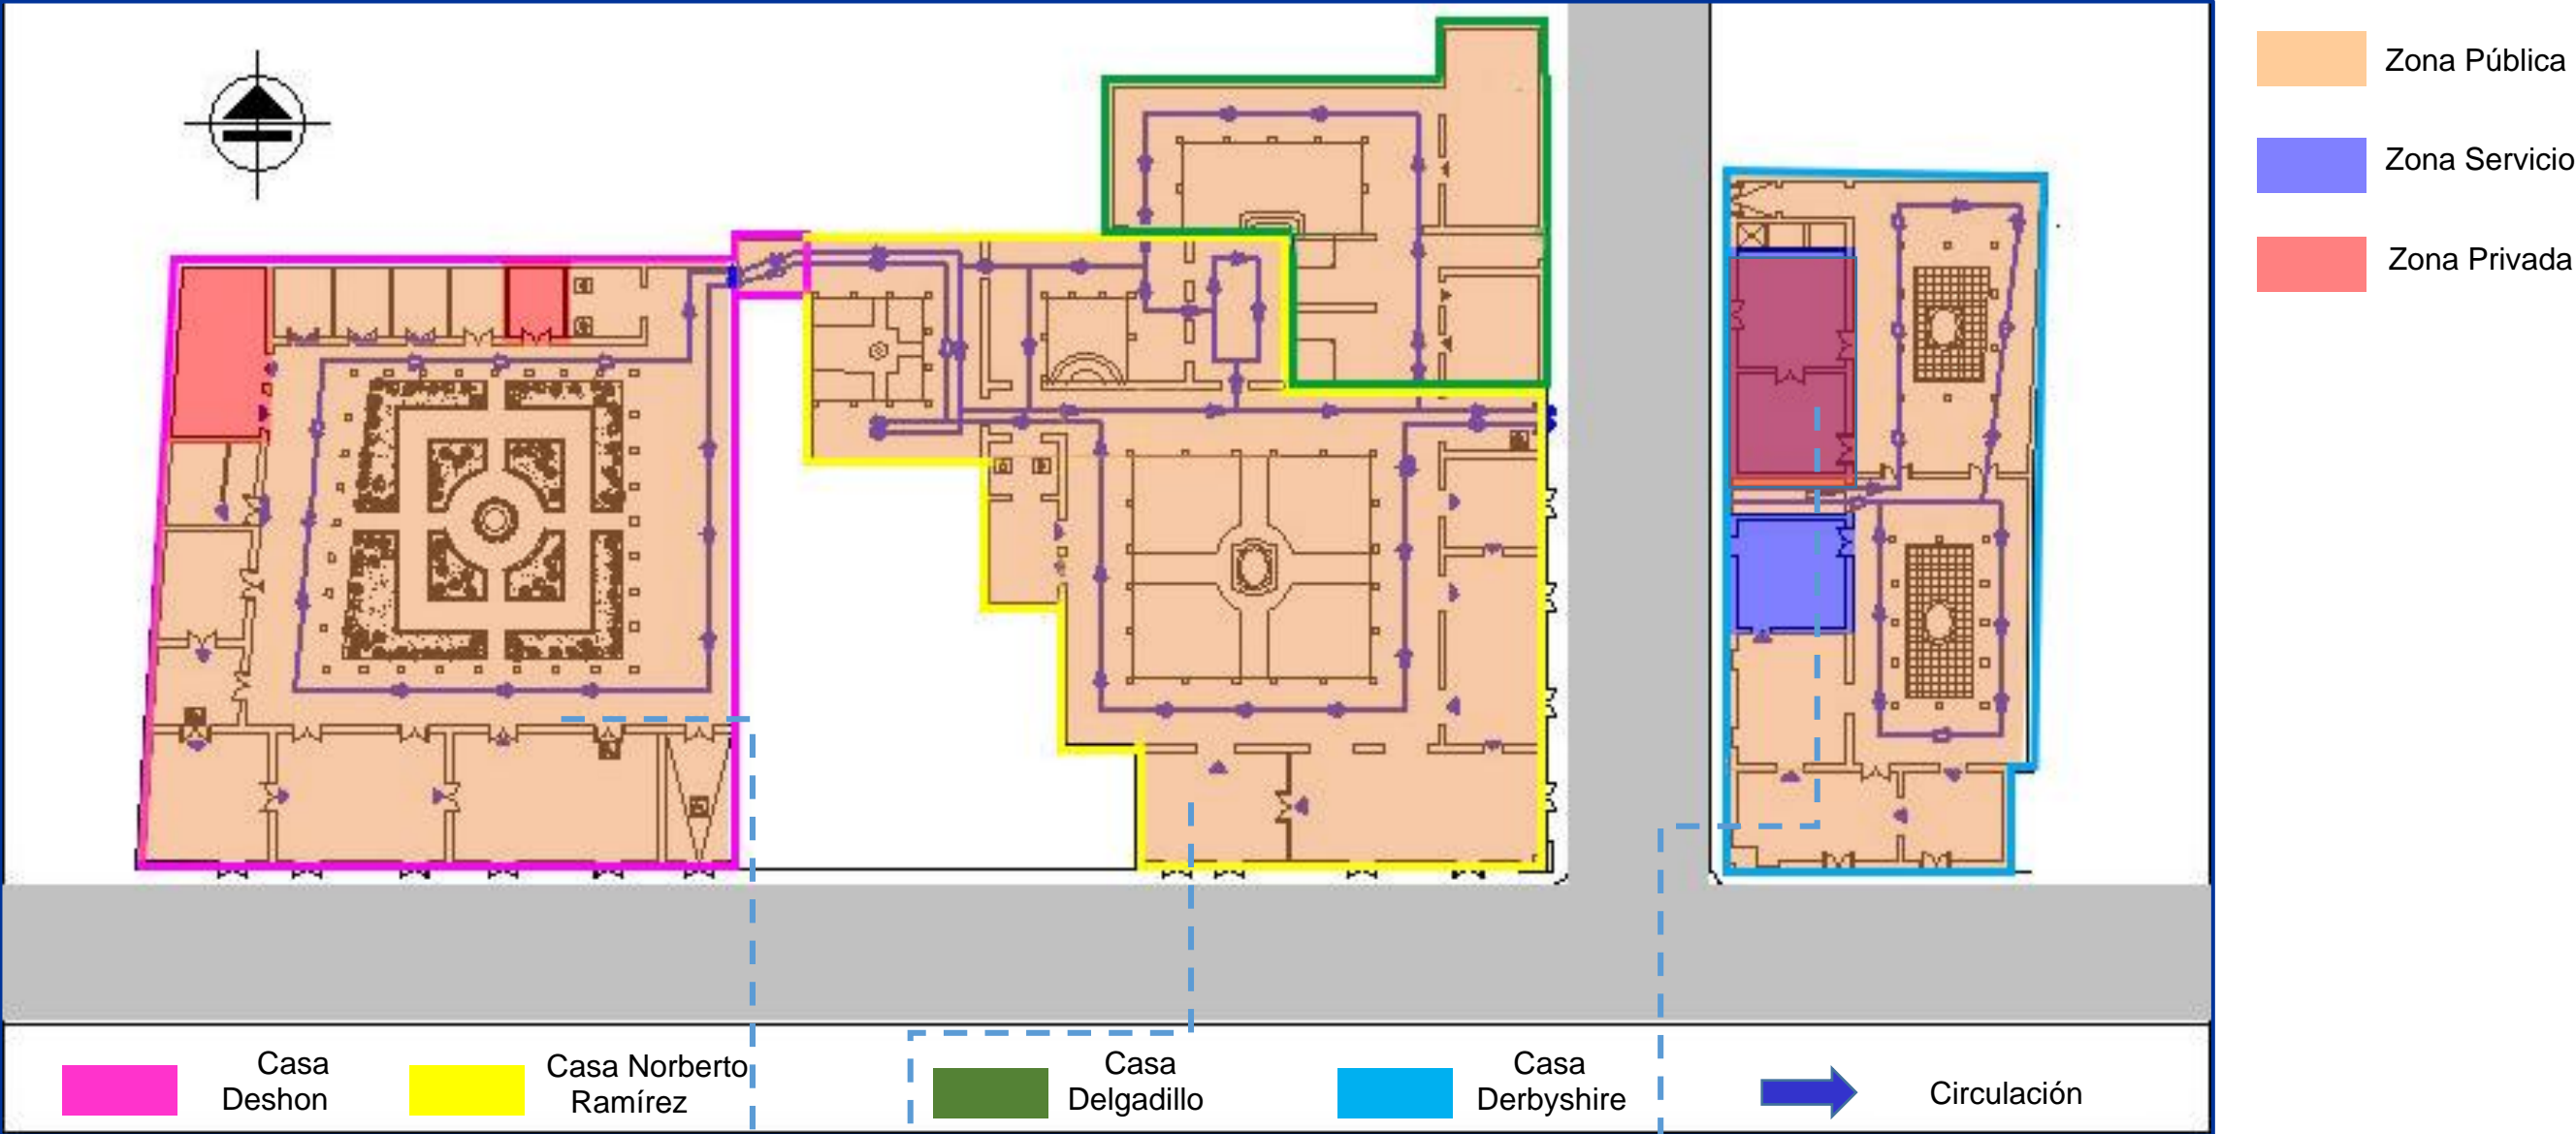 Zona Pública
Zona Servicio
Zona Privada
Casa
Deshon
Casa Norberto
Ramírez
Casa
Delgadillo
Casa
Derbyshire
Circulación